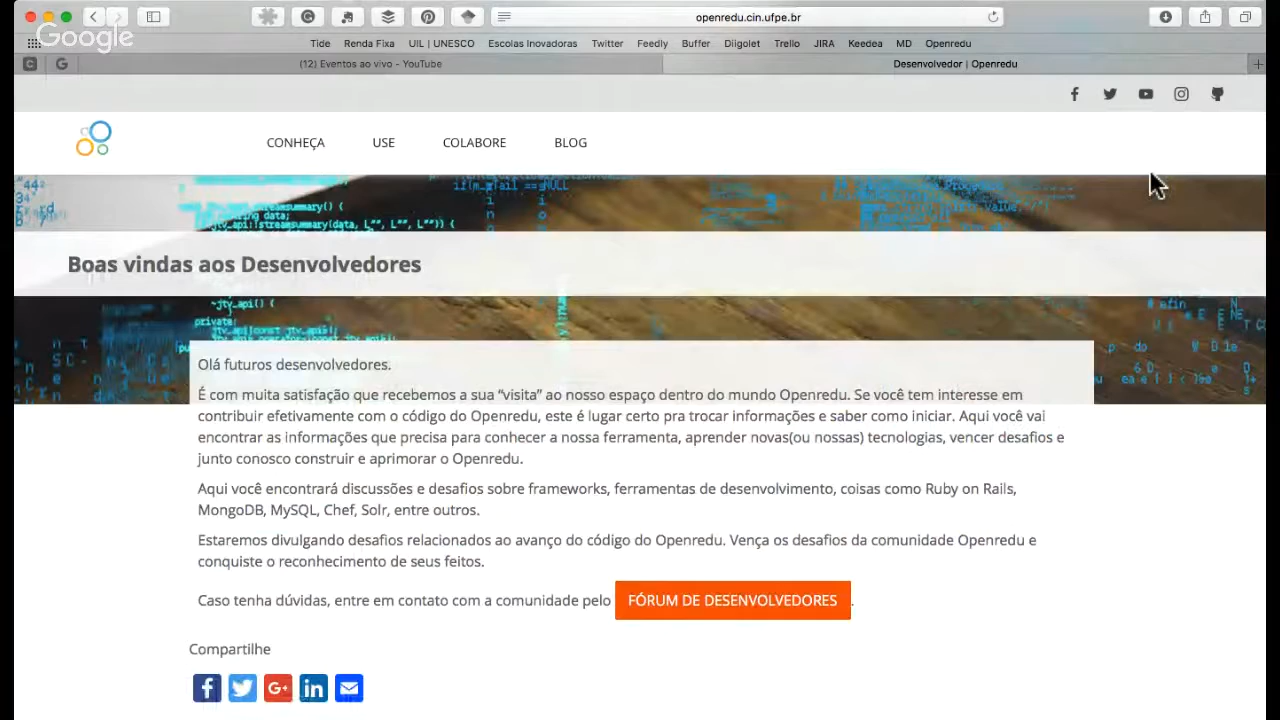 openredu.cin.ufpe.br
Google
Tide Renda Fixa UIL | UNESCO Escolas Inovadoras Twitter Feedly Buffer Diigolet Trello JIRA Keedea MD Openredu
(12) Eventos ao vivo - YouTube Desenvolvedor | Openredu
CONHEÇA USE COLABORE BLOG
Boas vindas aos Desenvolvedores
~jtv_api() {
private:
Olá futuros desenvolvedores.
É com muita satisfação que recebemos a sua “visita” ao nosso espaço dentro do mundo Openredu. Se você tem interesse em
contribuir efetivamente com o código do Openredu, este é lugar certo pra trocar informações e saber como iniciar. Aqui você vai
encontrar as informações que precisa para conhecer a nossa ferramenta, aprender novas(ou nossas) tecnologias, vencer desafios e
junto conosco construir e aprimorar o Openredu.
Aqui você encontrará discussões e desafios sobre frameworks, ferramentas de desenvolvimento, coisas como Ruby on Rails,
MongoDB, MySQL, Chef, Solr, entre outros.
Estaremos divulgando desafios relacionados ao avanço do código do Openredu. Vença os desafios da comunidade Openredu e
conquiste o reconhecimento de seus feitos.
Caso tenha dúvidas, entre em contato com a comunidade pelo FÓRUM DE DESENVOLVEDORES .
Compartilhe